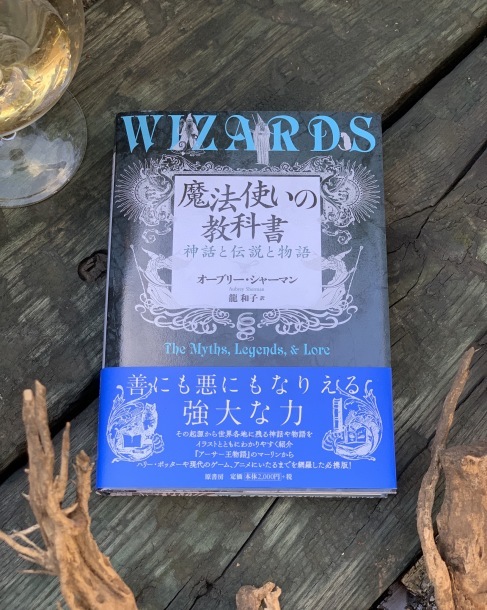 WIZARDS
魔法使いの
教科書
神話と伝説と物語
オーブリー・シャーマン
Aubrey Sherman
龍 和子 訳
The Myths, Legends, & Lore
善にも悪にもなりえる
強大な力
その起源から世界各地に残る神話や物語を
イラストとともにわかりやすく紹介
『アーサー王物語』のマーリンから
ハリー・ポッターや現代のゲーム、アニメにいたるまでを網羅した必携版!
原書房 定価 本体2,000円+税